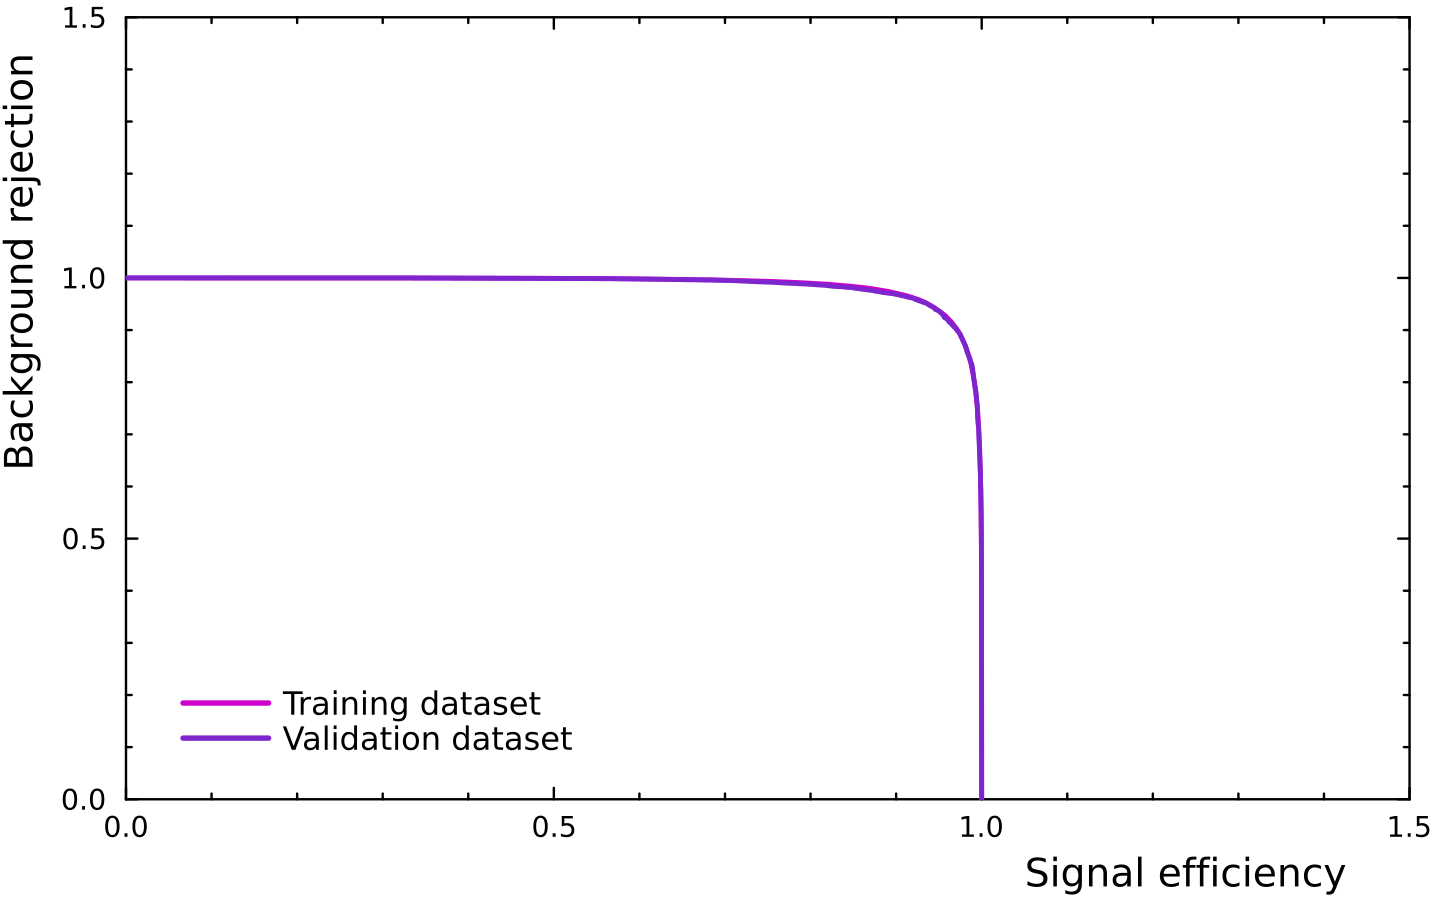 1.5
1.0
0.5
0.0
Background rejection
Training dataset
Validation dataset
0.0 0.5 1.0 1.5
Signal efficiency